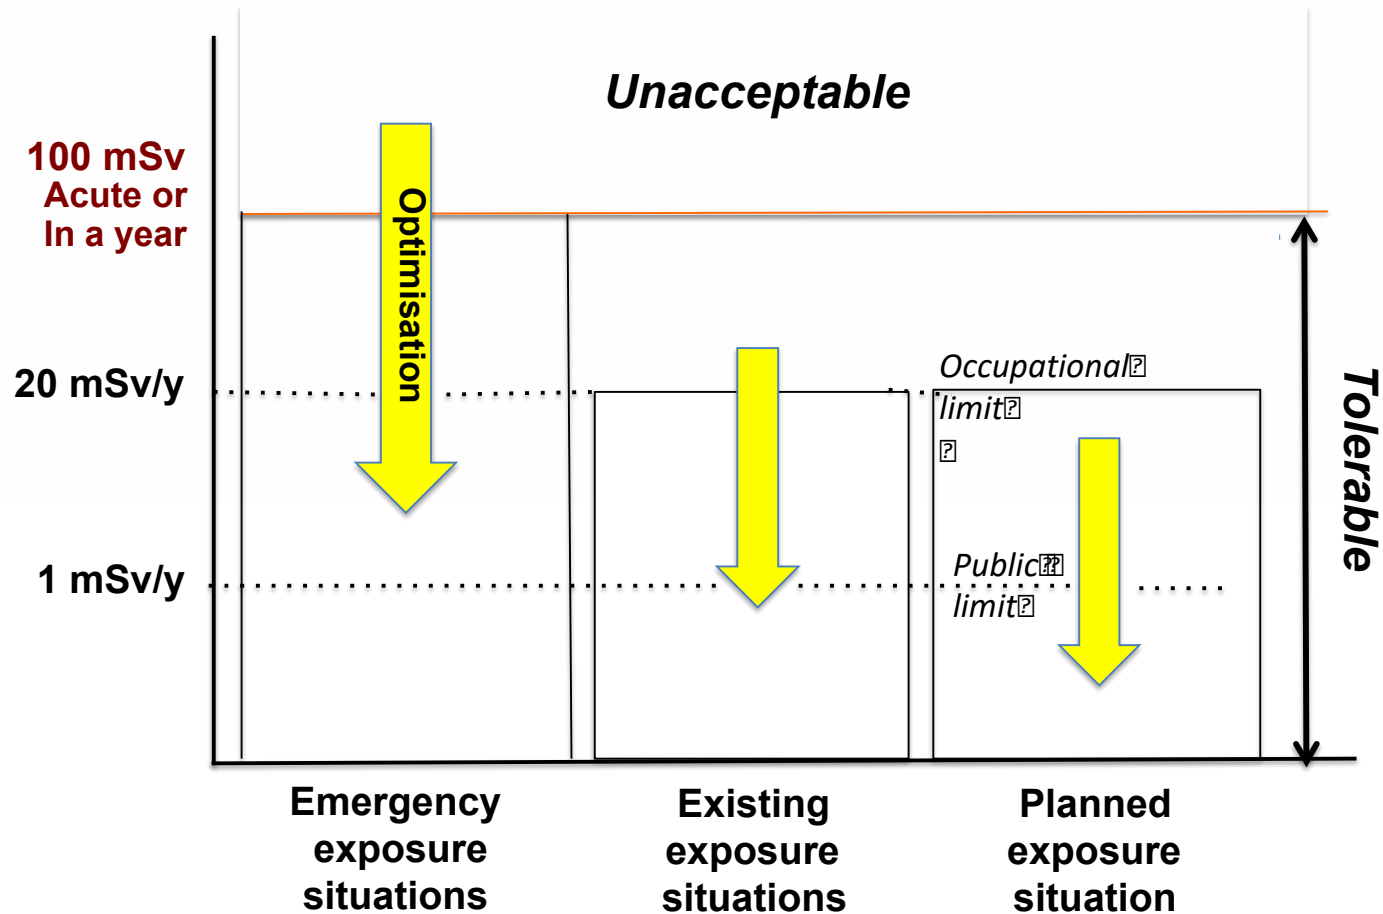 Unacceptable
100 mSv
Acute or
In a year
Optimisation
20 mSv/y
Occupational⍰
limit⍰
⍰
Tolerable
1 mSv/y
Public⍰⍰
limit⍰
Emergency
exposure
situations
Existing
exposure
situations
Planned
exposure
situation